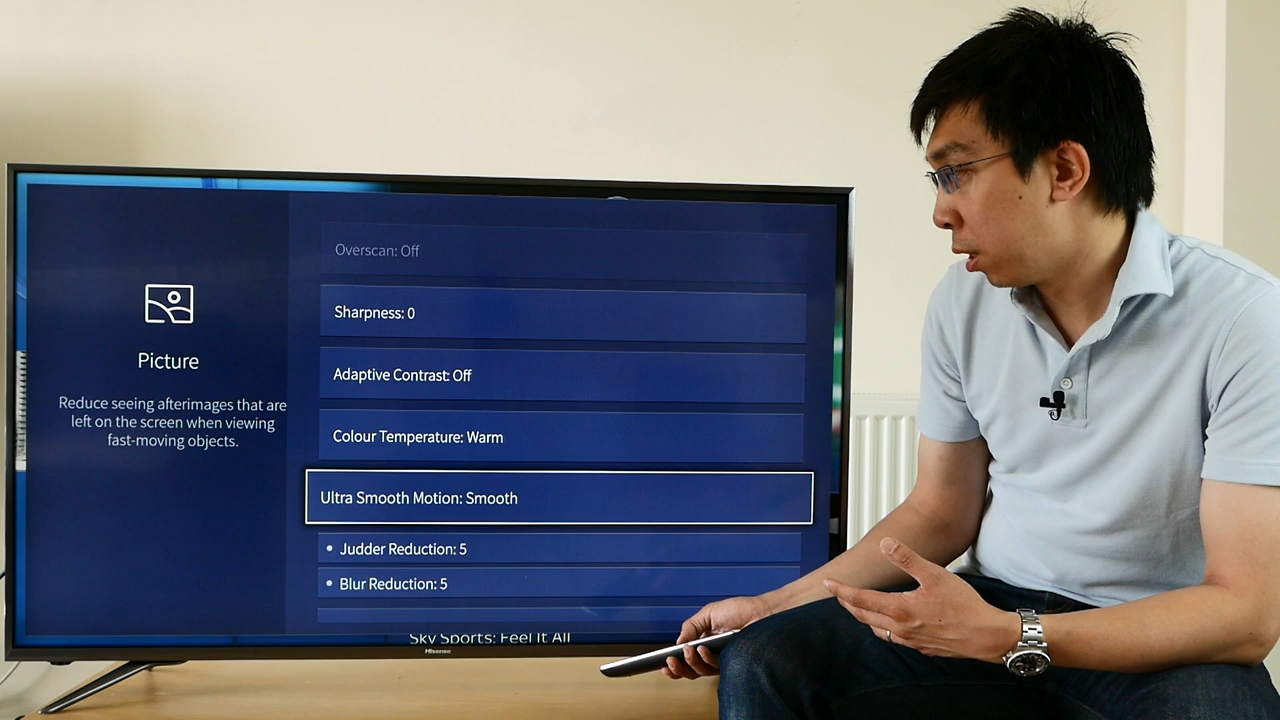 Picture
Reduce seeing afterimages that are
left on the screen when viewing
fast-moving objects.
Overscan: Off
Sharpness: 0
Adaptive Contrast: Off
Colour Temperature: Warm
Ultra Smooth Motion: Smooth
• Judder Reduction: 5
• Blur Reduction: 5
Sky Sports: Feel It All
Hisense